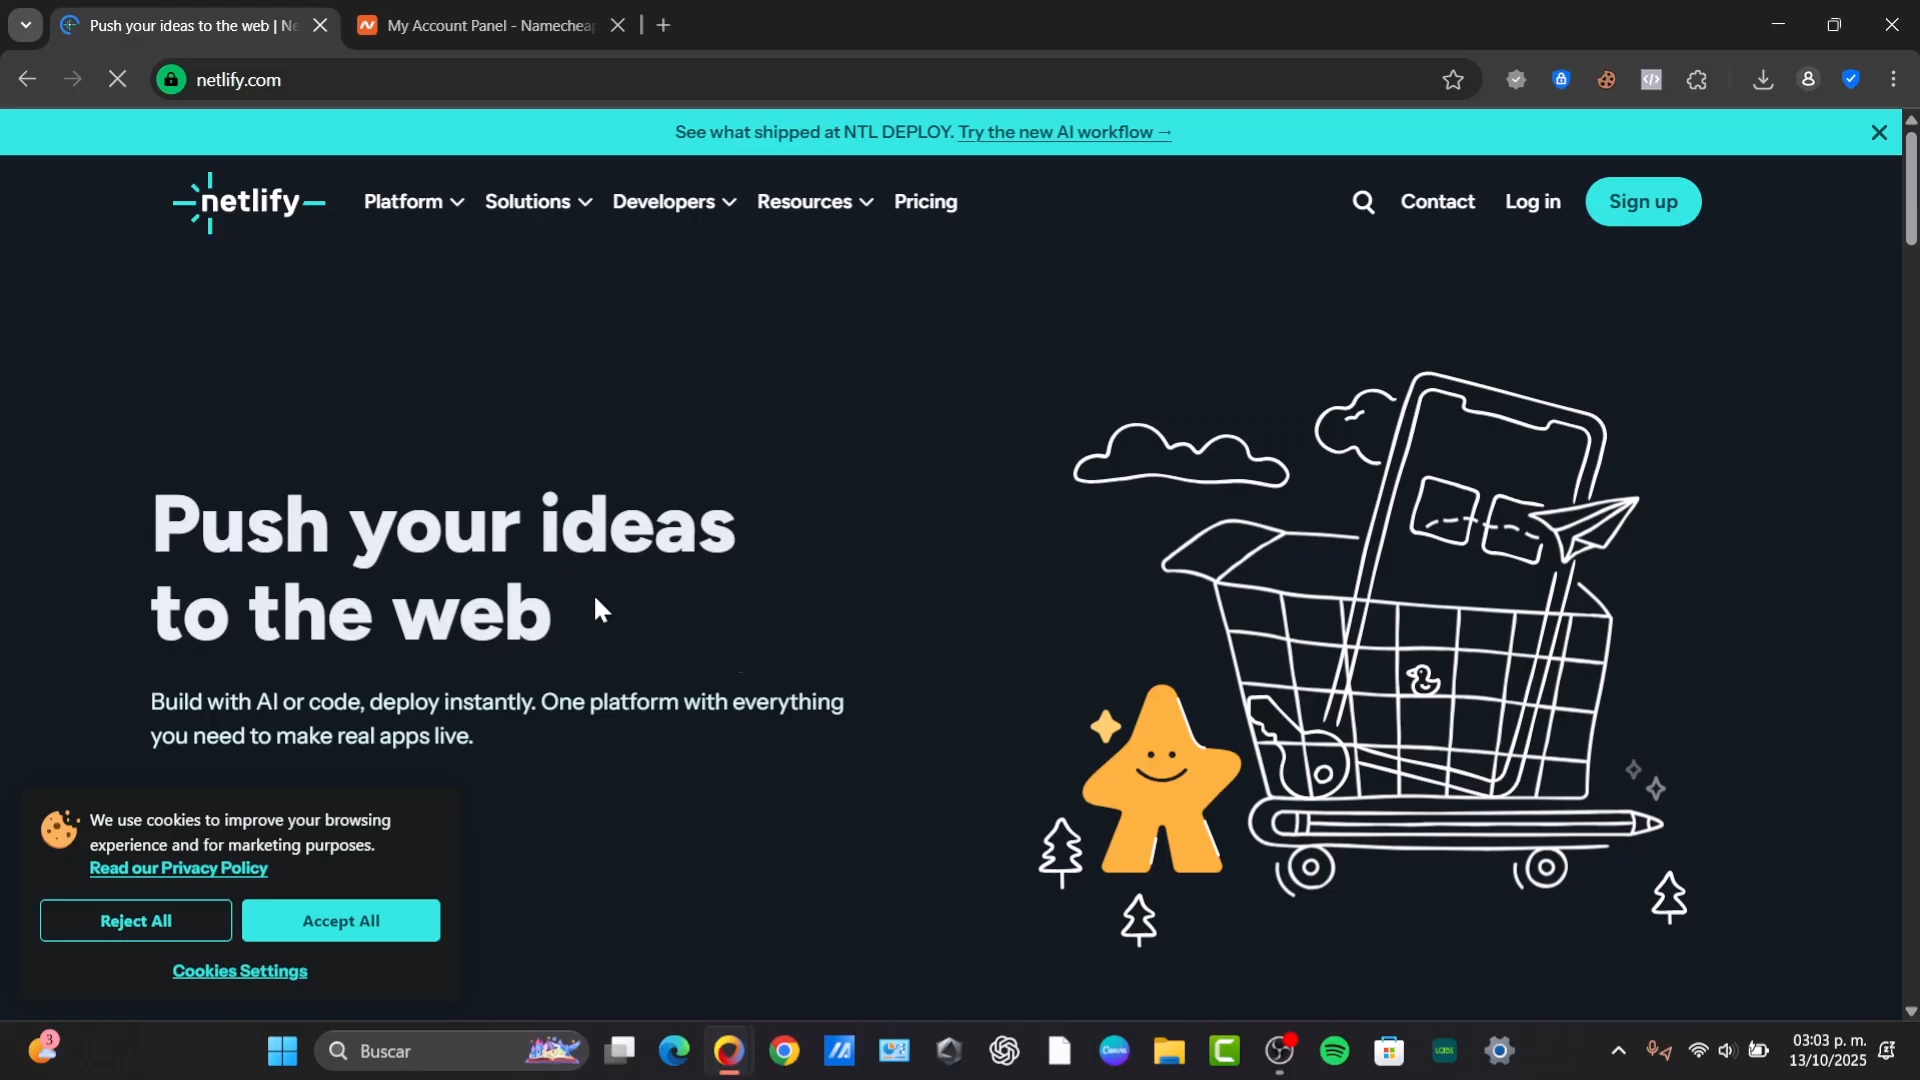 Push your ideas to the web | Ne
My Account Panel - Namecheap
netlify.com
See what shipped at NTL DEPLOY. Try the new AI workflow →
netlify
Platform
Solutions
Developers
Resources
Pricing
Contact
Log in
Sign up
Push your ideas
to the web
Build with AI or code, deploy instantly. One platform with everything
you need to make real apps live.
We use cookies to improve your browsing
experience and for marketing purposes.
Read our Privacy Policy
Reject All
Accept All
Cookies Settings
3
Buscar
Canva
03:03 p. m.
13/10/2025